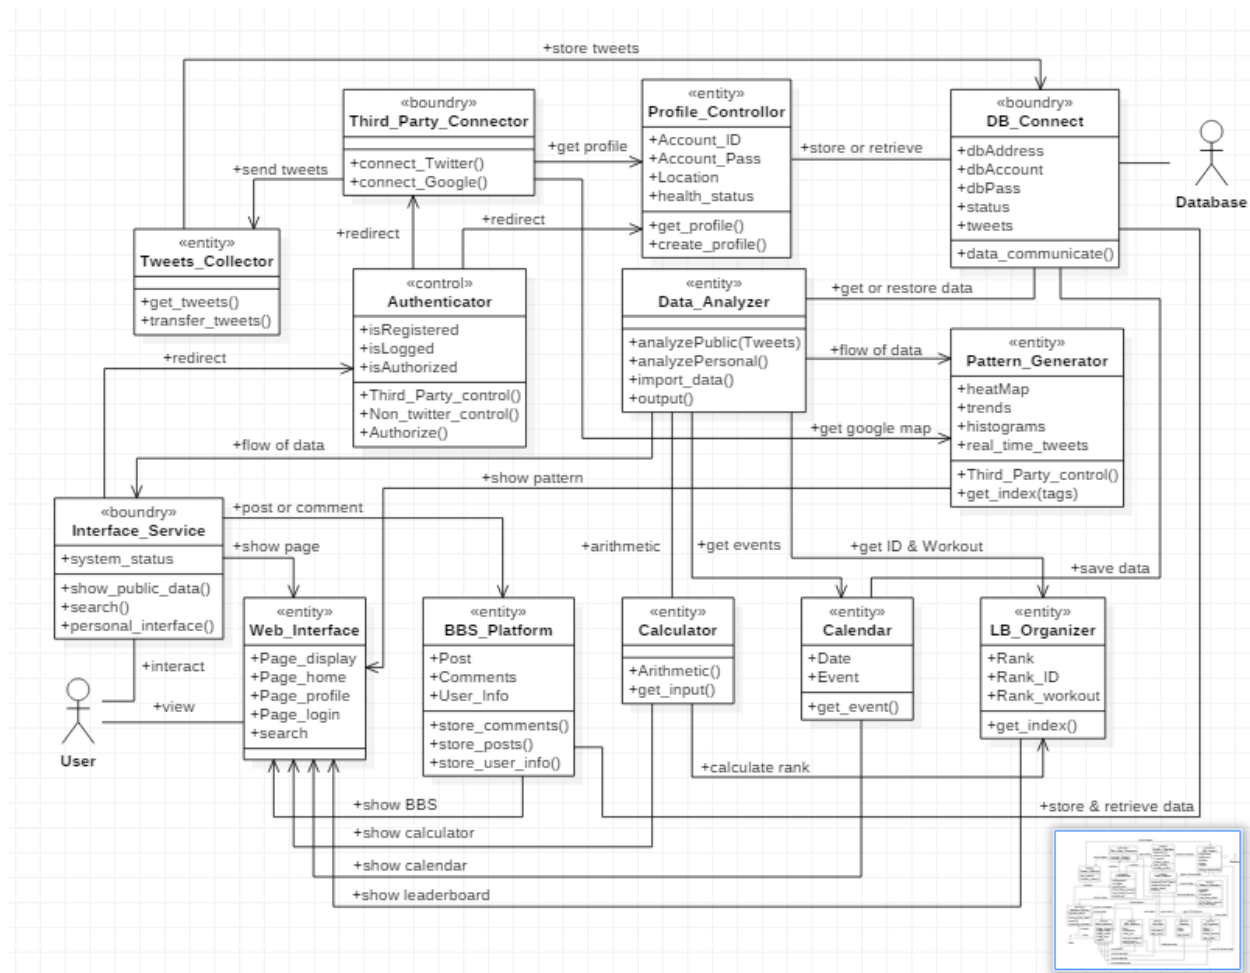 +store tweets
«boundry»
Third_Party_Connector
+connect_Twitter()
+connect_Google()
«entity»
Profile_Controllor
+Account_ID
+Account_Pass
+Location
+health_status
+get_profile()
+create_profile()
«boundry»
DB_Connect
+dbAddress
+dbAccount
+dbPass
+status
+tweets
+data_communicate()
Database
+get profile
+store or retrieve
+send tweets
+redirect
+redirect
«entity»
Tweets_Collector
+get_tweets()
+transfer_tweets()
«control»
Authenticator
+isRegistered
+isLogged
+isAuthorized
+Third_Party_control()
+Non_twitter_control()
+Authorize()
«entity»
Data_Analyzer
+analyzePublic(Tweets)
+analyzePersonal()
+import_data()
+output()
+get or restore data
+flow of data
«entity»
Pattern_Generator
+heatMap
+trends
+histograms
+real_time_tweets
+Third_Party_control()
+get_index(tags)
+redirect
+get google map
+flow of data
+show pattern
«boundry»
Interface_Service
+system_status
+show_public_data()
+search()
+personal_interface()
+post or comment
+show page
+arithmetic
+get events
+get ID & Workout
+save data
«entity»
Web_Interface
+Page_display
+Page_home
+Page_profile
+Page_login
+search
«entity»
BBS_Platform
+Post
+Comments
+User_Info
+store_comments()
+store_posts()
+store_user_info()
«entity»
Calculator
+Arithmetic()
+get_input()
«entity»
Calendar
+Date
+Event
+get_event()
«entity»
LB_Organizer
+Rank
+Rank_ID
+Rank_workout
+get_index()
+interact
+view
User
+calculate rank
+show BBS
+store & retrieve data
+show calculator
+show calendar
+show leaderboard